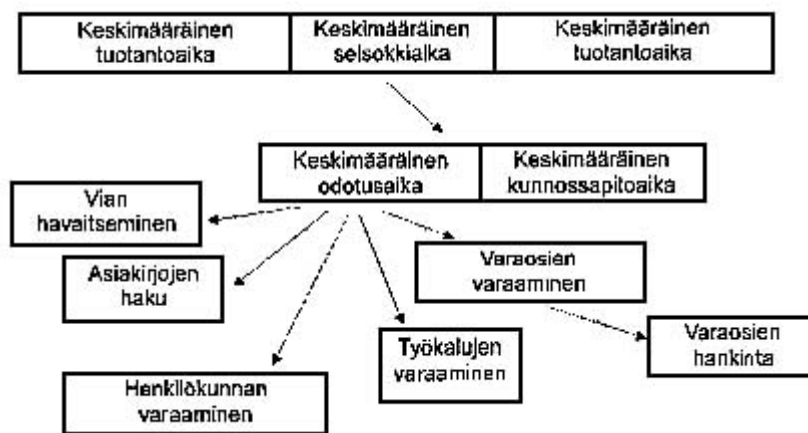 Keskimääräinen
tuotantoaika
Keskimääräinen
selsokkialka
Keskimääräinen
tuotantoaika
Keskimääräinen
odotusaika
Keskimääräinen
kunnossapitoaika
Vian
havaitseminen
Asiakirjojen
haku
Varaosien
varaaminen
Työkalujen
varaaminen
Varaosien
hankinta
Henkilökunnan
varaaminen